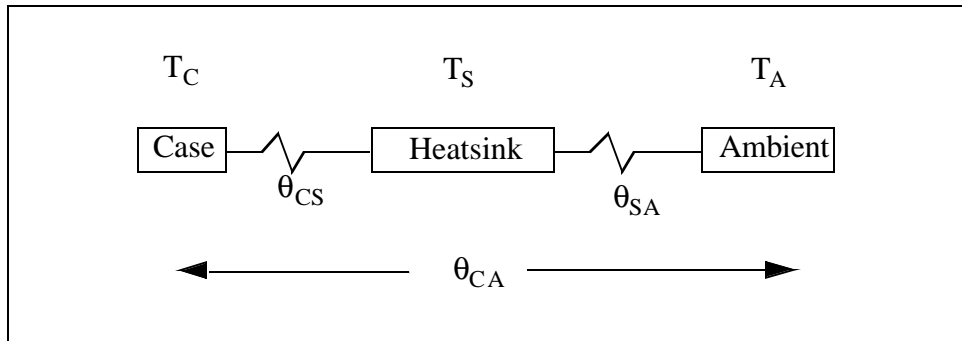 T_C T_S T_A
Case Heatsink Ambient
θ_CS θ_SA
θ_CA